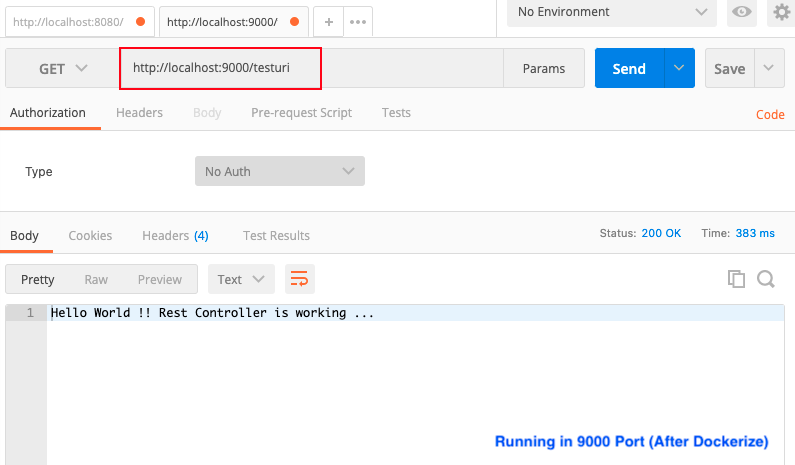 http://localhost:8080/ http://localhost:9000/ + ••• No Environment
GET http://localhost:9000/testuri Params Send Save
Authorization Headers Body Pre-request Script Tests Code
Type No Auth
Body Cookies Headers (4) Test Results Status: 200 OK Time: 383 ms
Pretty Raw Preview Text
1 Hello World !! Rest Controller is working ...
Running in 9000 Port (After Dockerize)